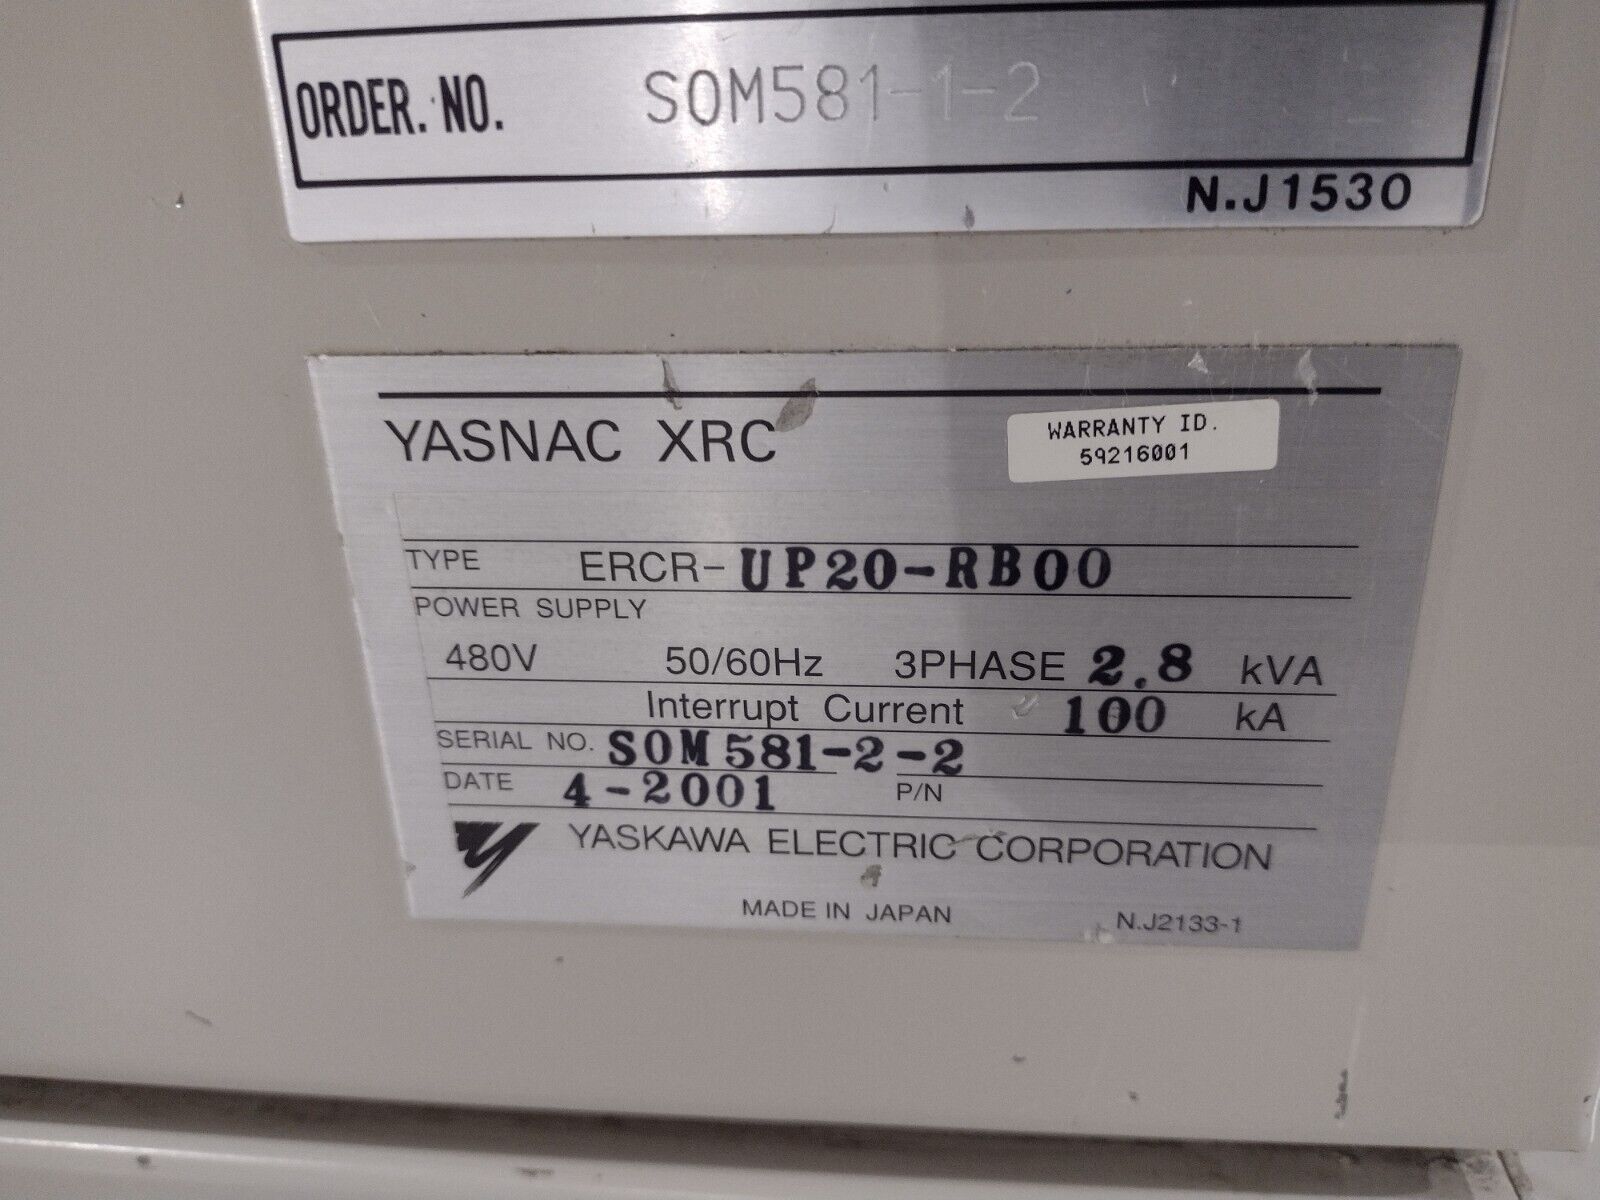 ORDER. NO. SOM581-1-2
N.J1530
YASNAC XRC
WARRANTY ID.
59216001
TYPE ERCR-UP20-RB00
POWER SUPPLY
480V 50/60Hz 3PHASE 2.8 kVA
Interrupt Current 100 kA
SERIAL NO. SOM581-2-2
DATE 4-2001 P/N
YASKAWA ELECTRIC CORPORATION
MADE IN JAPAN N.J2133-1